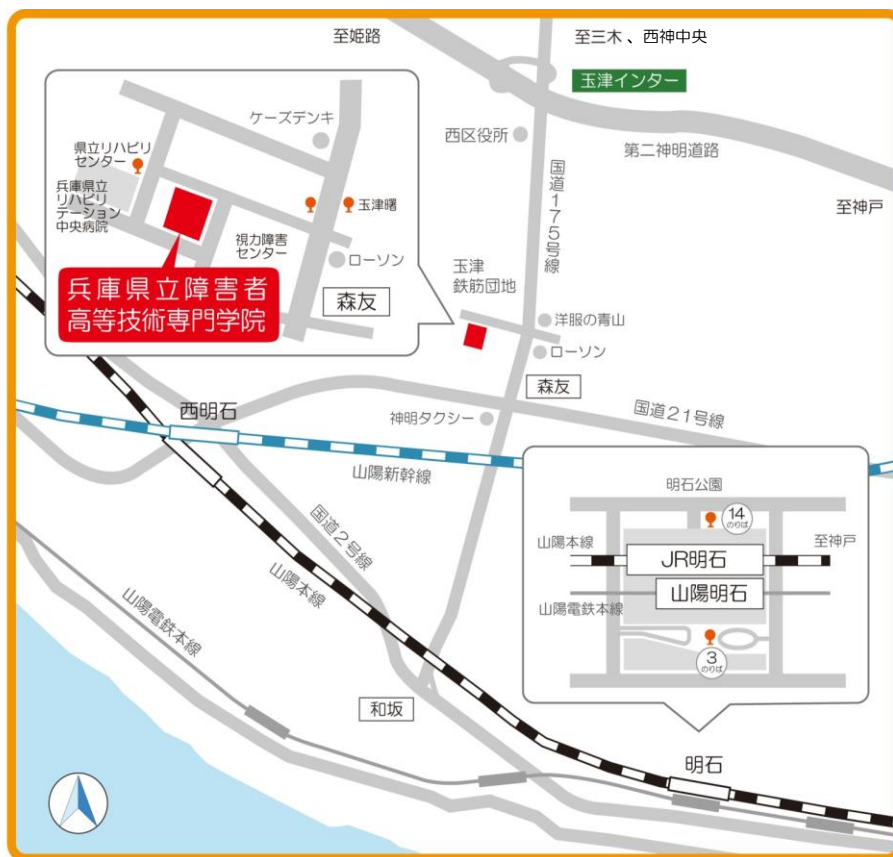 至姫路
至三木、西神中央
玉津インター
ケーズデンキ
西区役所
第二神明道路
国道175号線
至神戸
県立リハビリ
センター
兵庫県立
リハビリ
テーション
中央病院
玉津曙
視力障害
センター
ローソン
兵庫県立障害者
高等技術専門学院
森友
玉津
鉄筋団地
洋服の青山
ローソン
森友
国道21号線
神明タクシー
西明石
山陽新幹線
国道2号線
山陽本線
山陽電鉄本線
和坂
明石
明石公園
14
のりば
山陽本線
至神戸
JR明石
山陽明石
山陽電鉄本線
3
のりば